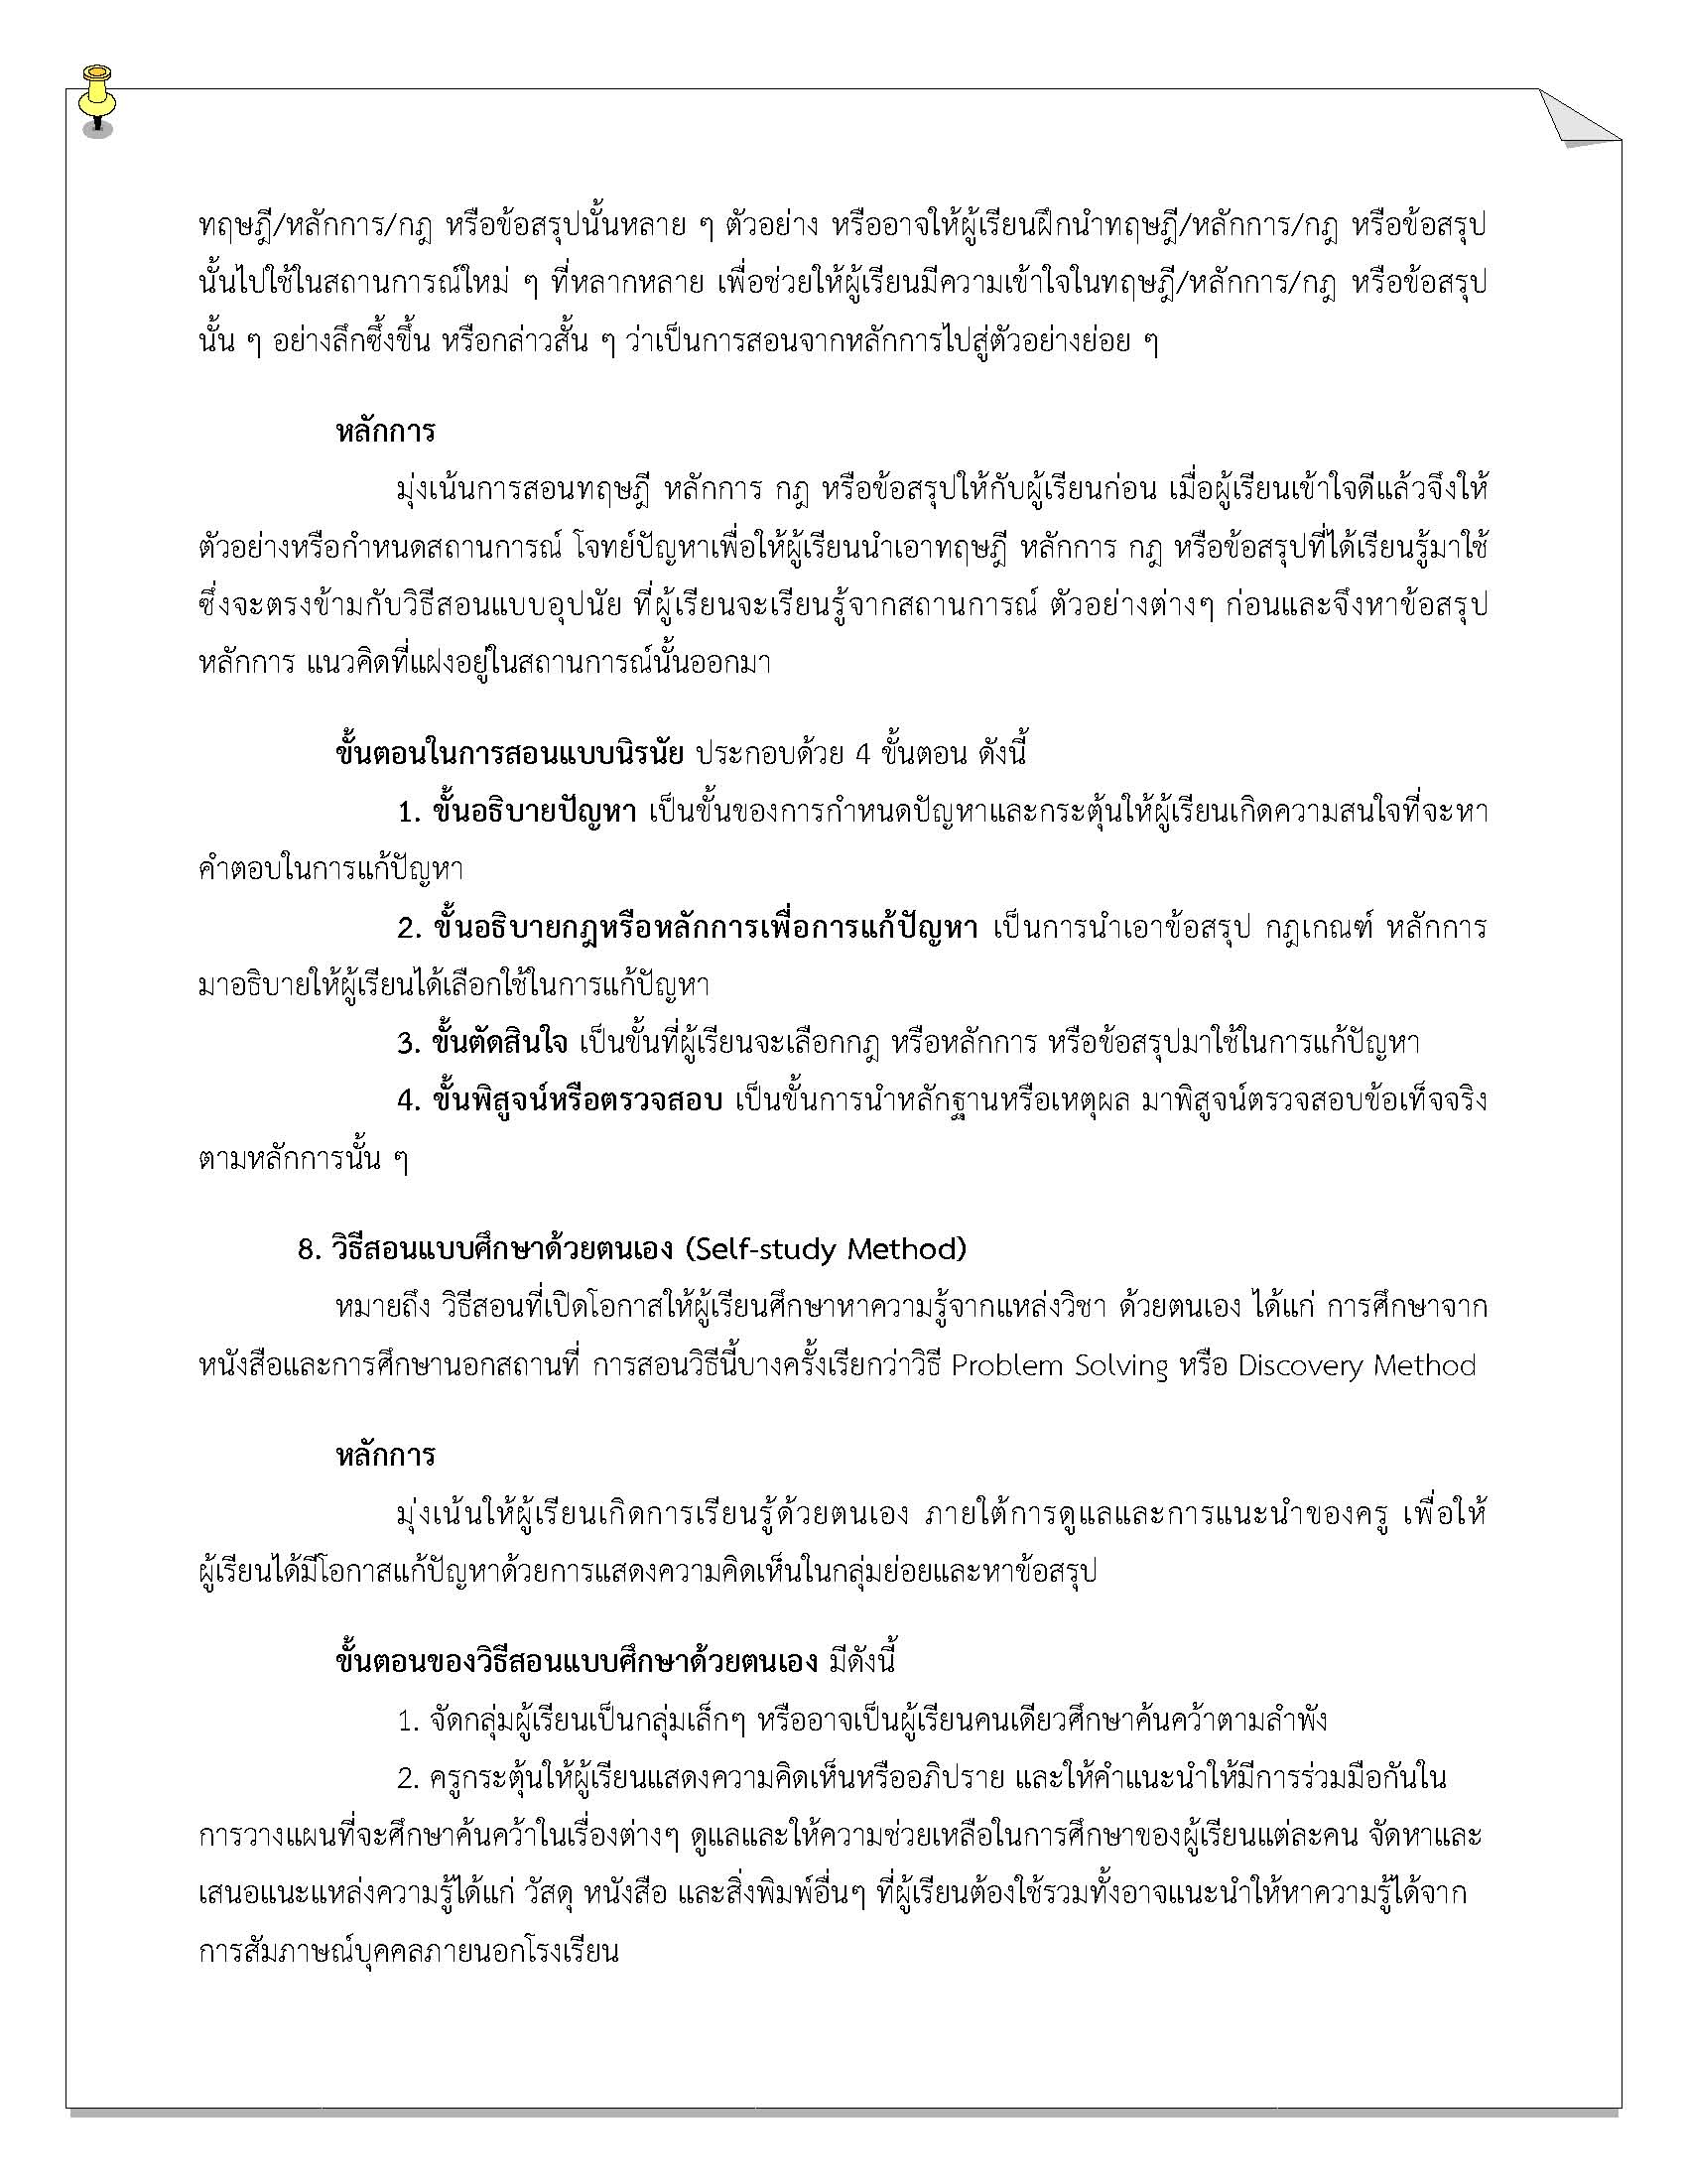 ทฤษฎี/หลักการ/กฎ หรือข้อสรุปนั้นหลาย ๆ ตัวอย่าง หรืออาจให้ผู้เรียนฝึกนำทฤษฎี/หลักการ/กฎ หรือข้อสรุป
นั้นไปใช้ในสถานการณ์ใหม่ ๆ ที่หลากหลาย เพื่อช่วยให้ผู้เรียนมีความเข้าใจในทฤษฎี/หลักการ/กฎ หรือข้อสรุป
นั้น ๆ อย่างลึกซึ้งขึ้น หรือกล่าวสั้น ๆ ว่าเป็นการสอนจากหลักการไปสู่ตัวอย่างย่อย ๆ
หลักการ
มุ่งเน้นการสอนทฤษฎี หลักการ กฎ หรือข้อสรุปให้กับผู้เรียนก่อน เมื่อผู้เรียนเข้าใจดีแล้วจึงให้
ตัวอย่างหรือกำหนดสถานการณ์ โจทย์ปัญหาเพื่อให้ผู้เรียนนำเอาทฤษฎี หลักการ กฎ หรือข้อสรุปที่ได้เรียนรู้มาใช้
ซึ่งจะตรงข้ามกับวิธีสอนแบบอุปนัย ที่ผู้เรียนจะเรียนรู้จากสถานการณ์ ตัวอย่างต่างๆ ก่อนและจึงหาข้อสรุป
หลักการ แนวคิดที่แฝงอยู่ในสถานการณ์นั้นออกมา
ขั้นตอนในการสอนแบบนิรนัย ประกอบด้วย 4 ขั้นตอน ดังนี้
1. ขั้นอธิบายปัญหา เป็นขั้นของการกำหนดปัญหาและกระตุ้นให้ผู้เรียนเกิดความสนใจที่จะหา
คำตอบในการแก้ปัญหา
2. ขั้นอธิบายกฎหรือหลักการเพื่อการแก้ปัญหา เป็นการนำเอาข้อสรุป กฎเกณฑ์ หลักการ
มาอธิบายให้ผู้เรียนได้เลือกใช้ในการแก้ปัญหา
3. ขั้นตัดสินใจ เป็นขั้นที่ผู้เรียนจะเลือกกฎ หรือหลักการ หรือข้อสรุปมาใช้ในการแก้ปัญหา
4. ขั้นพิสูจน์หรือตรวจสอบ เป็นขั้นการนำหลักฐานหรือเหตุผล มาพิสูจน์ตรวจสอบข้อเท็จจริง
ตามหลักการนั้น ๆ
8. วิธีสอนแบบศึกษาด้วยตนเอง (Self-study Method)
หมายถึง วิธีสอนที่เปิดโอกาสให้ผู้เรียนศึกษาหาความรู้จากแหล่งวิชา ด้วยตนเอง ได้แก่ การศึกษาจาก
หนังสือและการศึกษานอกสถานที่ การสอนวิธีนี้บางครั้งเรียกว่าวิธี Problem Solving หรือ Discovery Method
หลักการ
มุ่งเน้นให้ผู้เรียนเกิดการเรียนรู้ด้วยตนเอง ภายใต้การดูแลและการแนะนำของครู เพื่อให้
ผู้เรียนได้มีโอกาสแก้ปัญหาด้วยการแสดงความคิดเห็นในกลุ่มย่อยและหาข้อสรุป
ขั้นตอนของวิธีสอนแบบศึกษาด้วยตนเอง มีดังนี้
1. จัดกลุ่มผู้เรียนเป็นกลุ่มเล็กๆ หรืออาจเป็นผู้เรียนคนเดียวศึกษาค้นคว้าตามลำพัง
2. ครูกระตุ้นให้ผู้เรียนแสดงความคิดเห็นหรืออภิปราย และให้คำแนะนำให้มีการร่วมมือกันใน
การวางแผนที่จะศึกษาค้นคว้าในเรื่องต่างๆ ดูแลและให้ความช่วยเหลือในการศึกษาของผู้เรียนแต่ละคน จัดหาและ
เสนอแนะแหล่งความรู้ได้แก่ วัสดุ หนังสือ และสิ่งพิมพ์อื่นๆ ที่ผู้เรียนต้องใช้รวมทั้งอาจแนะนำให้หาความรู้ได้จาก
การสัมภาษณ์บุคคลภายนอกโรงเรียน